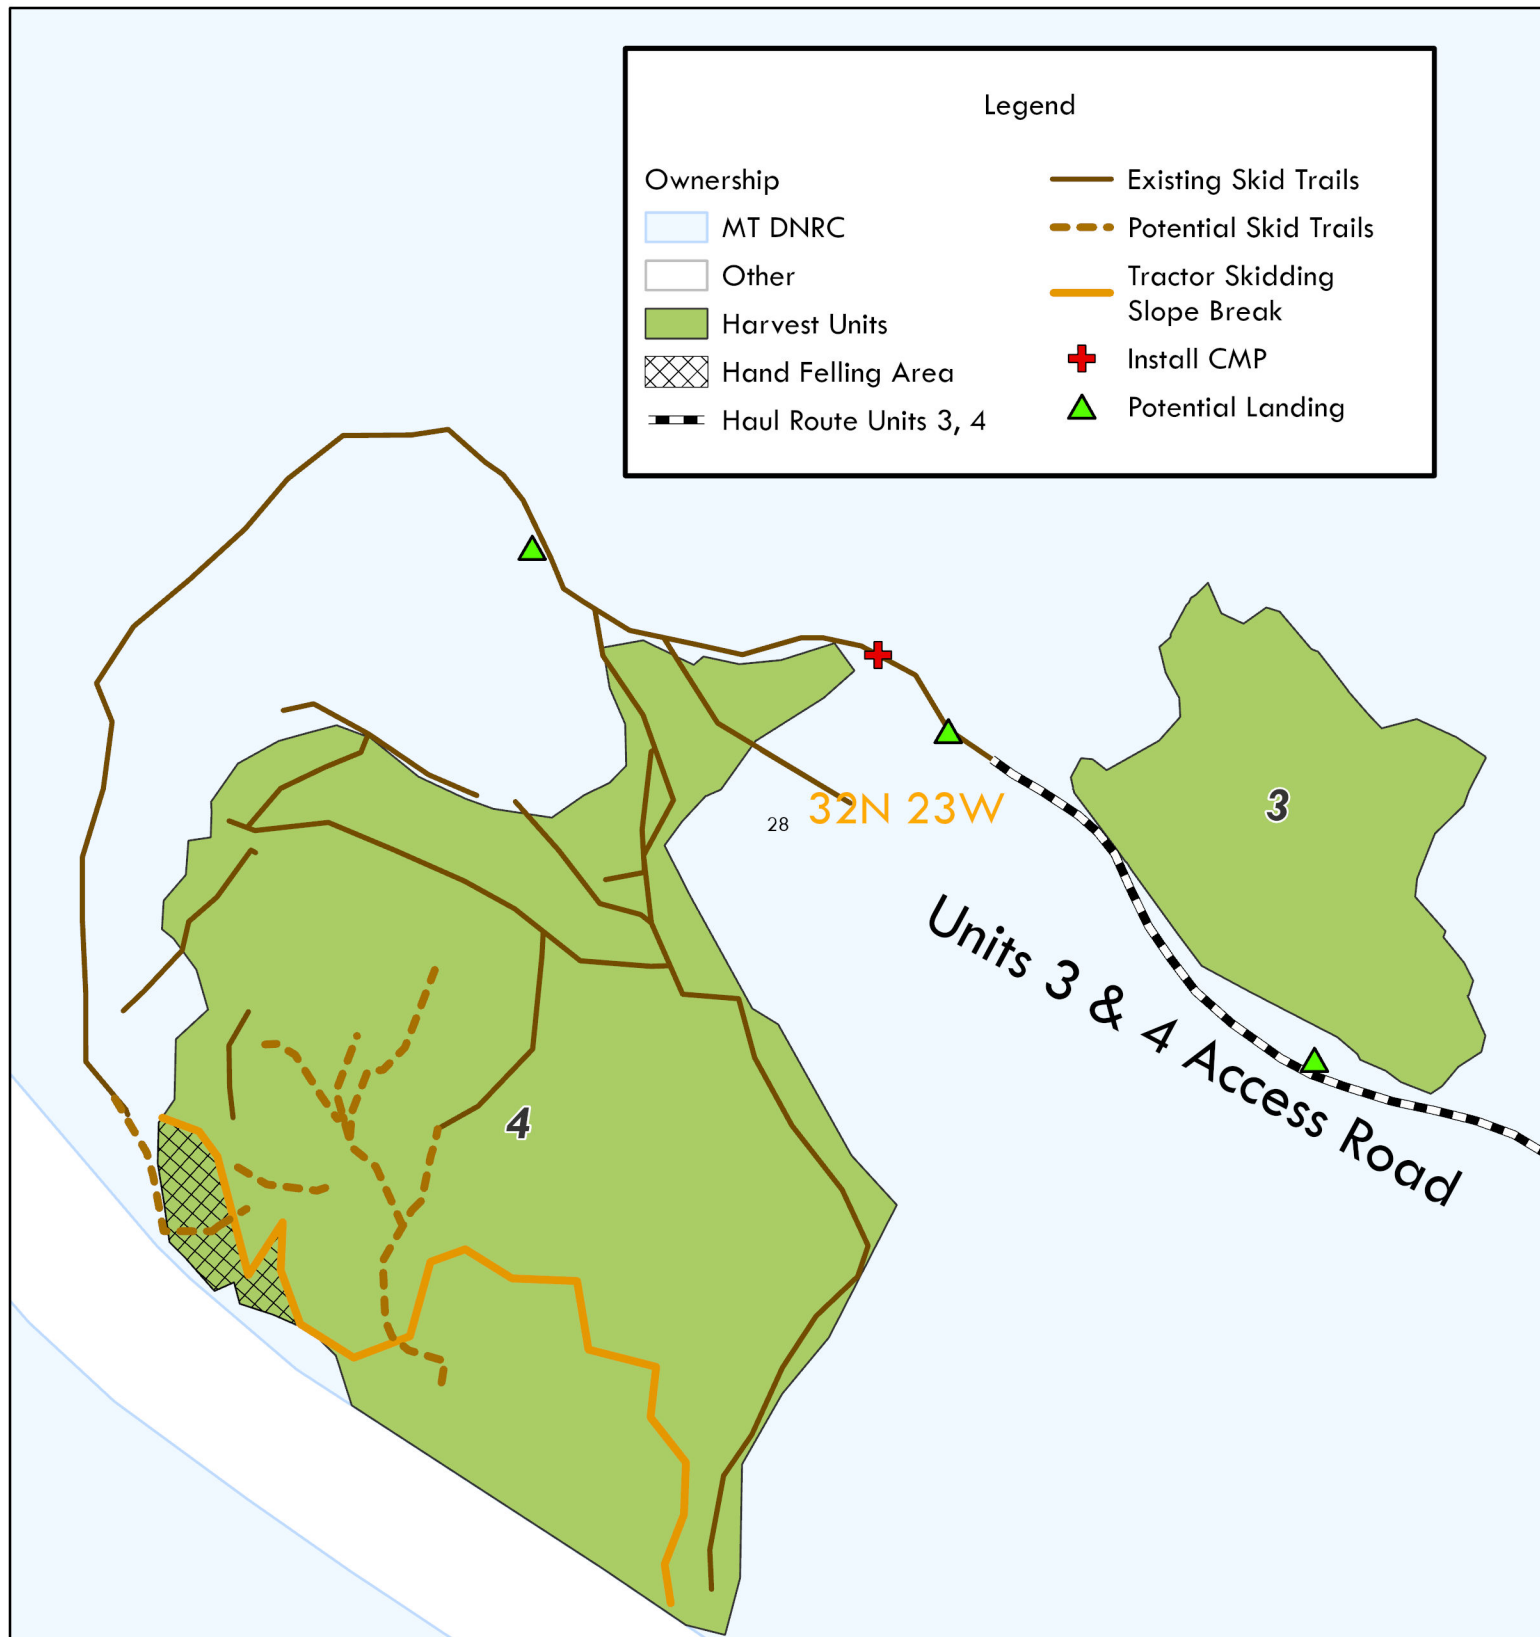 Legend
Ownership
MT DNRC
Other
Harvest Units
Hand Felling Area
Haul Route Units 3, 4
Existing Skid Trails
Potential Skid Trails
Tractor Skidding
Slope Break
Install CMP
Potential Landing
3
28
32N 23W
Units 3 & 4 Access Road
4